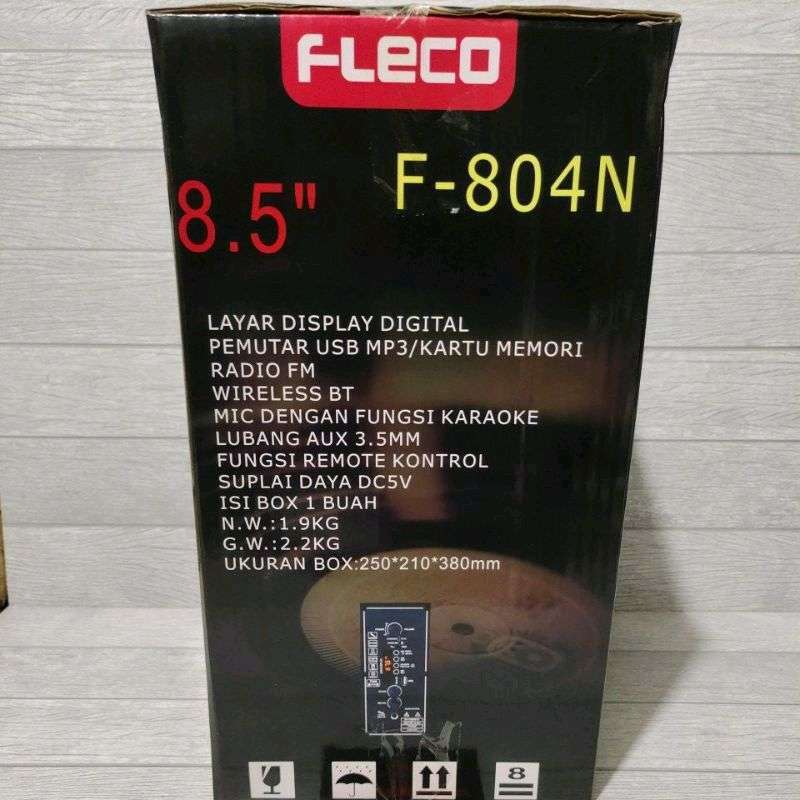 FLECO
F-804N
8.5"
LAYAR DISPLAY DIGITAL
PEMUTAR USB MP3/KARTU MEMORI
RADIO FM
WIRELESS BT
MIC DENGAN FUNGSI KARAOKE
LUBANG AUX 3.5MM
FUNGSI REMOTE KONTROL
SUPLAI DAYA DC5V
ISI BOX 1 BUAH
N.W.:1.9KG
G.W.:2.2KG
UKURAN BOX:250*210*380mm
8